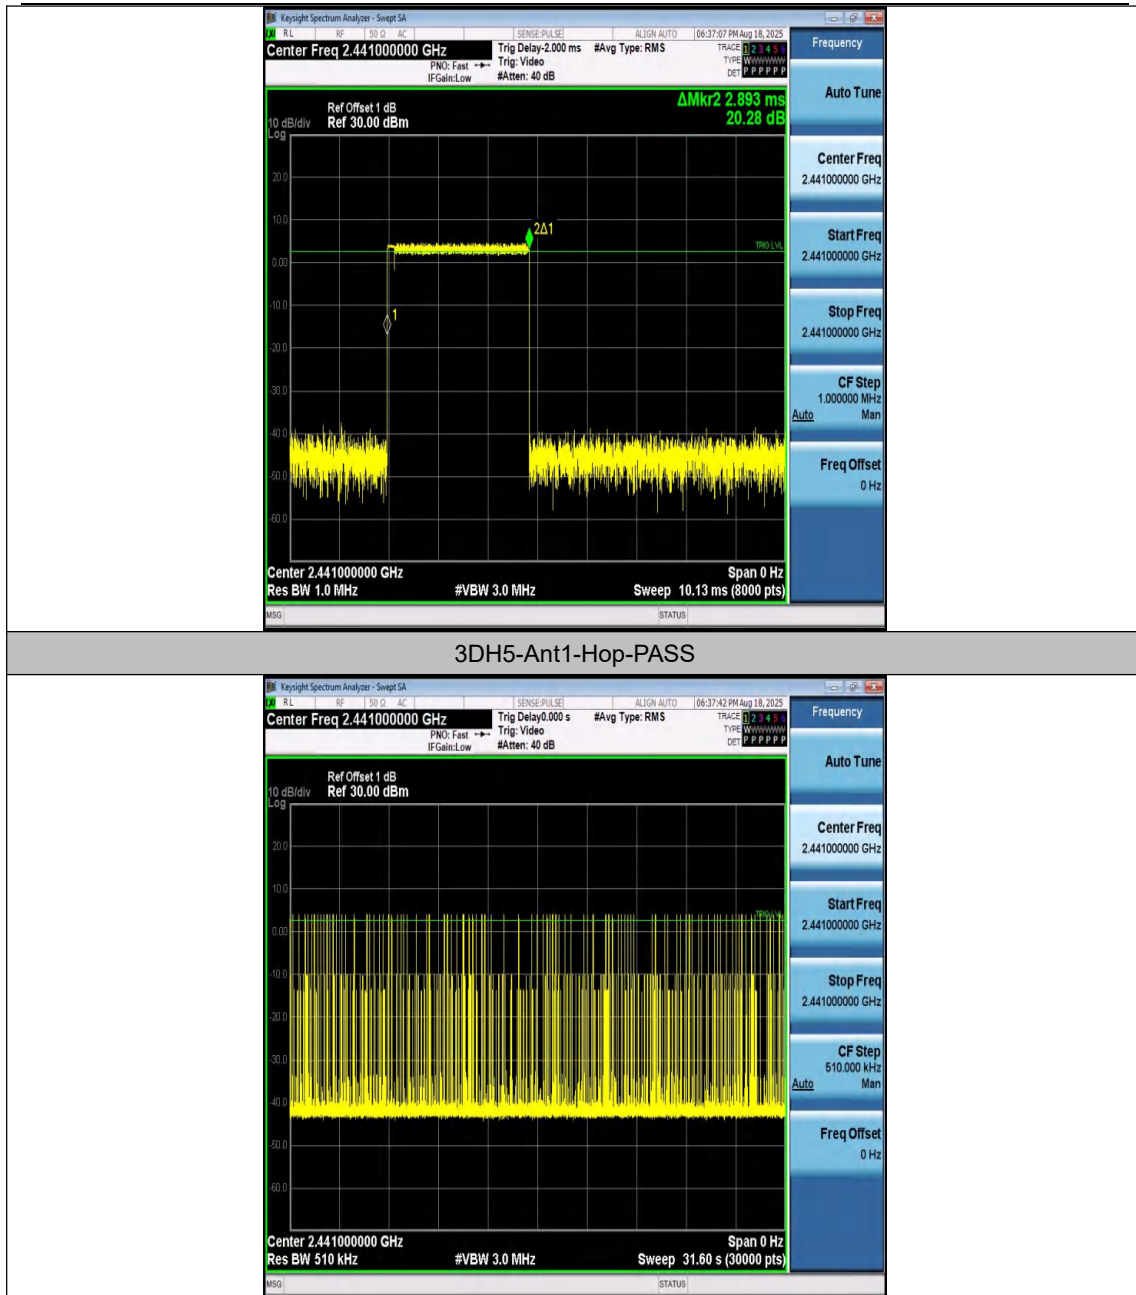 Keysight Spectrum Analyzer - Swept SA
RL RF 50 Ω AC SENSE:PULSE ALIGN AUTO 06:37:07 PM Aug 18, 2025
Center Freq 2.441000000 GHz Trig Delay-2.000 ms #Avg Type: RMS TRACE 1 2 3 4 5 6 Frequency
PNO: Fast Trig: Video TYPE W
IFGain:Low #Atten: 40 dB DET P P P P P P
Auto Tune
ΔMkr2 2.893 ms
Ref Offset 1 dB
10 dB/div Ref 30.00 dBm 20.28 dB
Log
Center Freq
2.441000000 GHz
20.0
10.0
2Δ1
Start Freq
TRIG LVL
2.441000000 GHz
0.00
Stop Freq
-10.0
1
2.441000000 GHz
-20.0
CF Step
-30.0
1.000000 MHz
Auto Man
-40.0
Freq Offset
-50.0
0 Hz
-60.0
Center 2.441000000 GHz Span 0 Hz
Res BW 1.0 MHz #VBW 3.0 MHz Sweep 10.13 ms (8000 pts)
MSG STATUS
3DH5-Ant1-Hop-PASS
Keysight Spectrum Analyzer - Swept SA
RL RF 50 Ω AC SENSE:PULSE ALIGN AUTO 06:37:42 PM Aug 18, 2025
Center Freq 2.441000000 GHz Trig Delay0.000 s #Avg Type: RMS TRACE 1 2 3 4 5 6 Frequency
PNO: Fast Trig: Video TYPE W
IFGain:Low #Atten: 40 dB DET P P P P P P
Auto Tune
Ref Offset 1 dB
10 dB/div Ref 30.00 dBm
Log
Center Freq
2.441000000 GHz
20.0
10.0
Start Freq
TRIG LVL
2.441000000 GHz
0.00
Stop Freq
-10.0
2.441000000 GHz
-20.0
CF Step
-30.0
510.000 kHz
Auto Man
-40.0
Freq Offset
-50.0
0 Hz
-60.0
Center 2.441000000 GHz Span 0 Hz
Res BW 510 kHz #VBW 3.0 MHz Sweep 31.60 s (30000 pts)
MSG STATUS